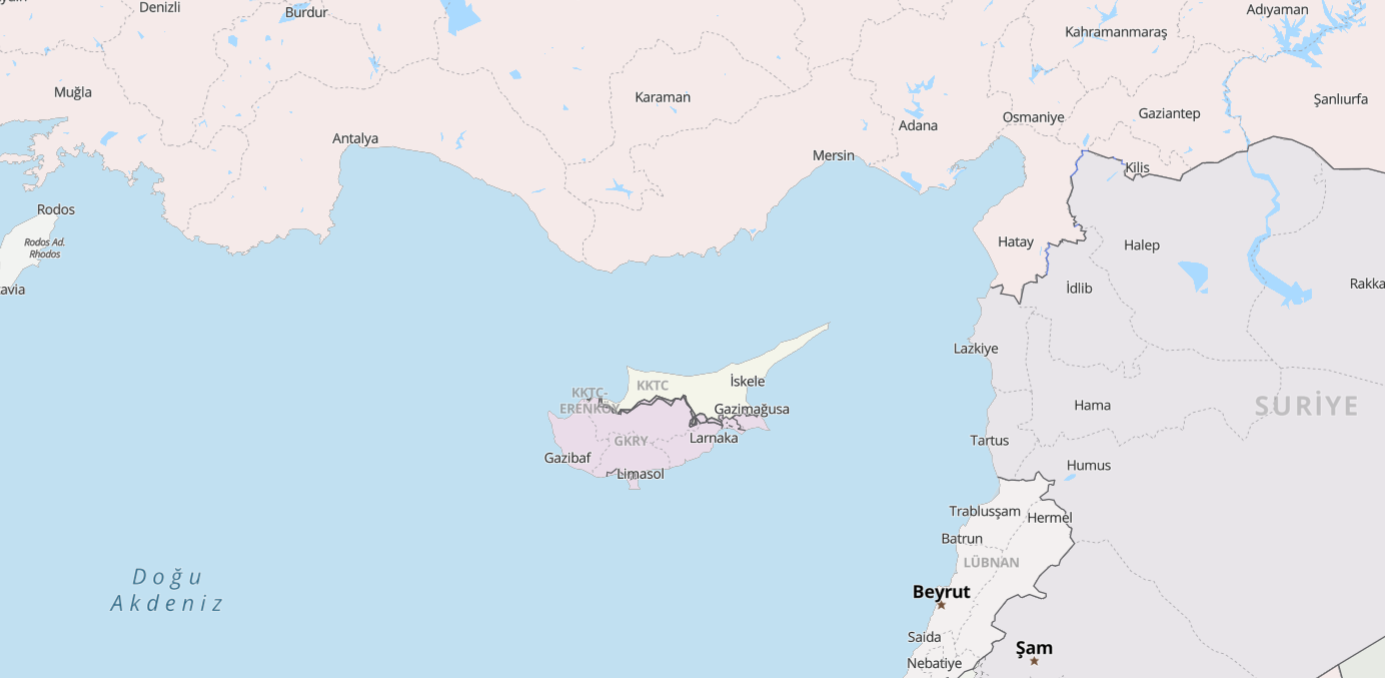 Denizli
Burdur
Adıyaman
Kahramanmaraş
Muğla
Karaman
Şanlıurfa
Gaziantep
Osmaniye
Adana
Antalya
Mersin
Kilis
Rodos
Rodos Ad.
Rhodos
Hatay
Halep
avia
İdlib
Rakka
Lazkiye
KKTC
İskele
KKTC-
ERENKÖY
Gazimağusa
Hama
SURİYE
GKRY
Larnaka
Tartus
Gazibaf
Limasol
Humus
Trablusşam
Hermel
Batrun
LÜBNAN
Doğu
Akdeniz
Beyrut
Saida
Şam
Nebatiye